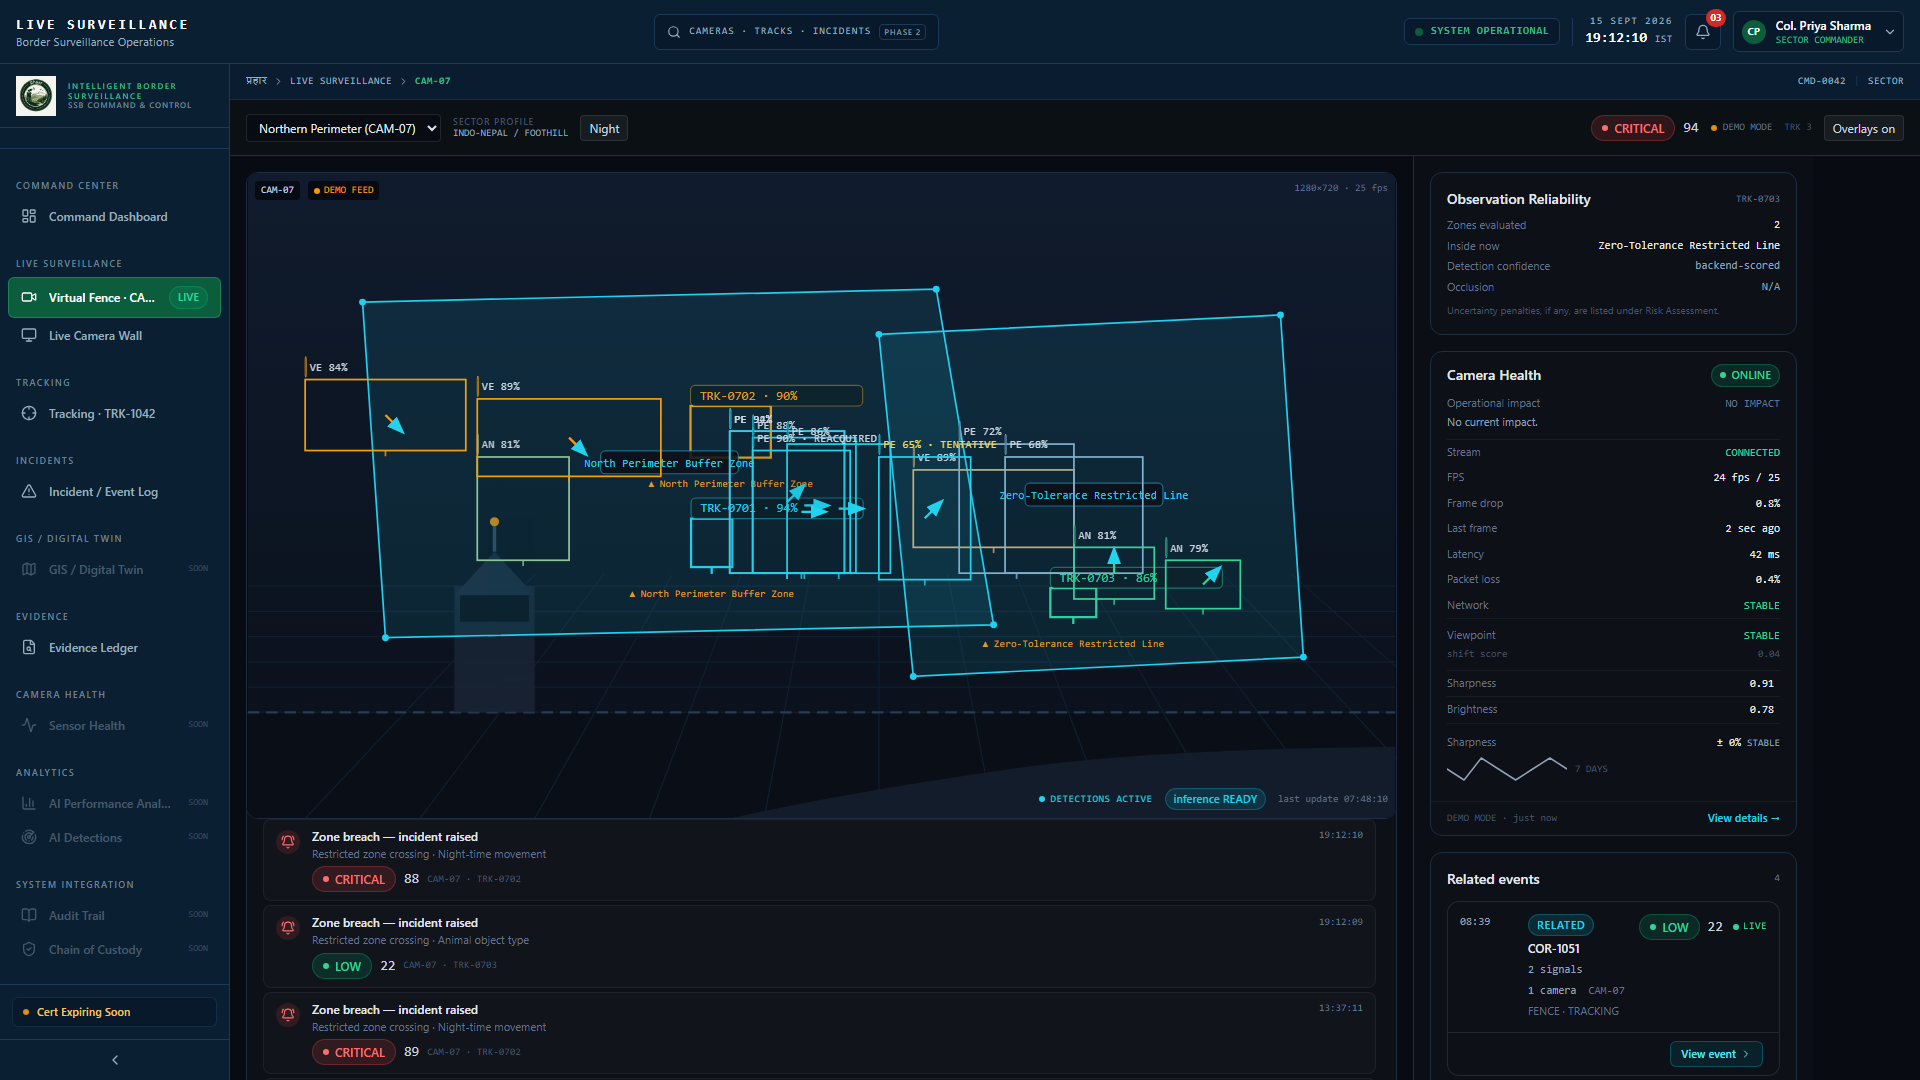 LIVE SURVEILLANCE
Border Surveillance Operations
CAMERAS · TRACKS · INCIDENTS PHASE 2
SYSTEM OPERATIONAL
15 SEPT 2026
19:12:10 IST
03
CP
Col. Priya Sharma
SECTOR COMMANDER
INTELLIGENT BORDER
SURVEILLANCE
SSB COMMAND & CONTROL
प्रहार > LIVE SURVEILLANCE > CAM-07
CMD-0042 | SECTOR
Northern Perimeter (CAM-07)
SECTOR PROFILE
INDO-NEPAL / FOOTHILL
Night
CRITICAL 94
DEMO MODE
TRK 3
Overlays on
COMMAND CENTER
Command Dashboard
LIVE SURVEILLANCE
Virtual Fence · CA... LIVE
Live Camera Wall
TRACKING
Tracking · TRK-1042
INCIDENTS
Incident / Event Log
GIS / DIGITAL TWIN
GIS / Digital Twin SOON
EVIDENCE
Evidence Ledger
CAMERA HEALTH
Sensor Health SOON
ANALYTICS
AI Performance Anal... SOON
AI Detections SOON
SYSTEM INTEGRATION
Audit Trail SOON
Chain of Custody SOON
Cert Expiring Soon
CAM-07
DEMO FEED
1280×720 · 25 fps
VE 84%
VE 89%
AN 81%
TRK-0702 · 90%
PE 88%
PE 86%
PE 90% · REACQUIRED
PE 65% · TENTATIVE
PE 72%
PE 68%
VE 89%
North Perimeter Buffer Zone
▲ North Perimeter Buffer Zone
TRK-0701 · 94%
Zero-Tolerance Restricted Line
AN 81%
AN 79%
TRK-0703 · 86%
▲ North Perimeter Buffer Zone
▲ Zero-Tolerance Restricted Line
DETECTIONS ACTIVE
inference READY
last update 07:48:10
Zone breach — incident raised 19:12:10
Restricted zone crossing · Night-time movement
CRITICAL 88 CAM-07 · TRK-0702
Zone breach — incident raised 19:12:09
Restricted zone crossing · Animal object type
LOW 22 CAM-07 · TRK-0703
Zone breach — incident raised 13:37:11
Restricted zone crossing · Night-time movement
CRITICAL 89 CAM-07 · TRK-0702
Observation Reliability TRK-0703
Zones evaluated 2
Inside now Zero-Tolerance Restricted Line
Detection confidence backend-scored
Occlusion N/A
Uncertainty penalties, if any, are listed under Risk Assessment.
Camera Health ONLINE
Operational impact NO IMPACT
No current impact.
Stream CONNECTED
FPS 24 fps / 25
Frame drop 0.8%
Last frame 2 sec ago
Latency 42 ms
Packet loss 0.4%
Network STABLE
Viewpoint STABLE
shift score 0.04
Sharpness 0.91
Brightness 0.78
Sharpness ± 0% STABLE
7 DAYS
DEMO MODE · just now
View details →
Related events 4
08:39
RELATED
LOW 22 LIVE
COR-1051
2 signals
1 camera CAM-07
FENCE · TRACKING
View event >